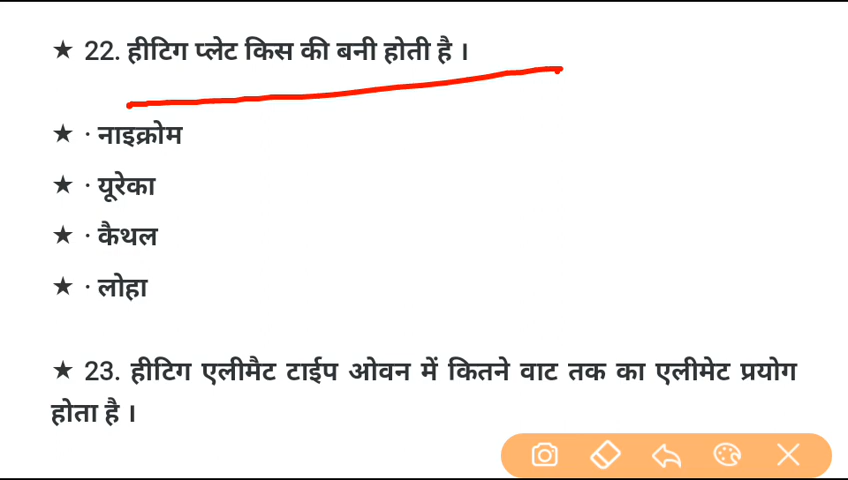 ★ 22. हीटिग प्लेट किस की बनी होती है ।
★ · नाइक्रोम
★ · यूरेका
★ · कैथल
★ · लोहा
★ 23. हीटिग एलीमैट टाईप ओवन में कितने वाट तक का एलीमेट प्रयोग
होता है ।